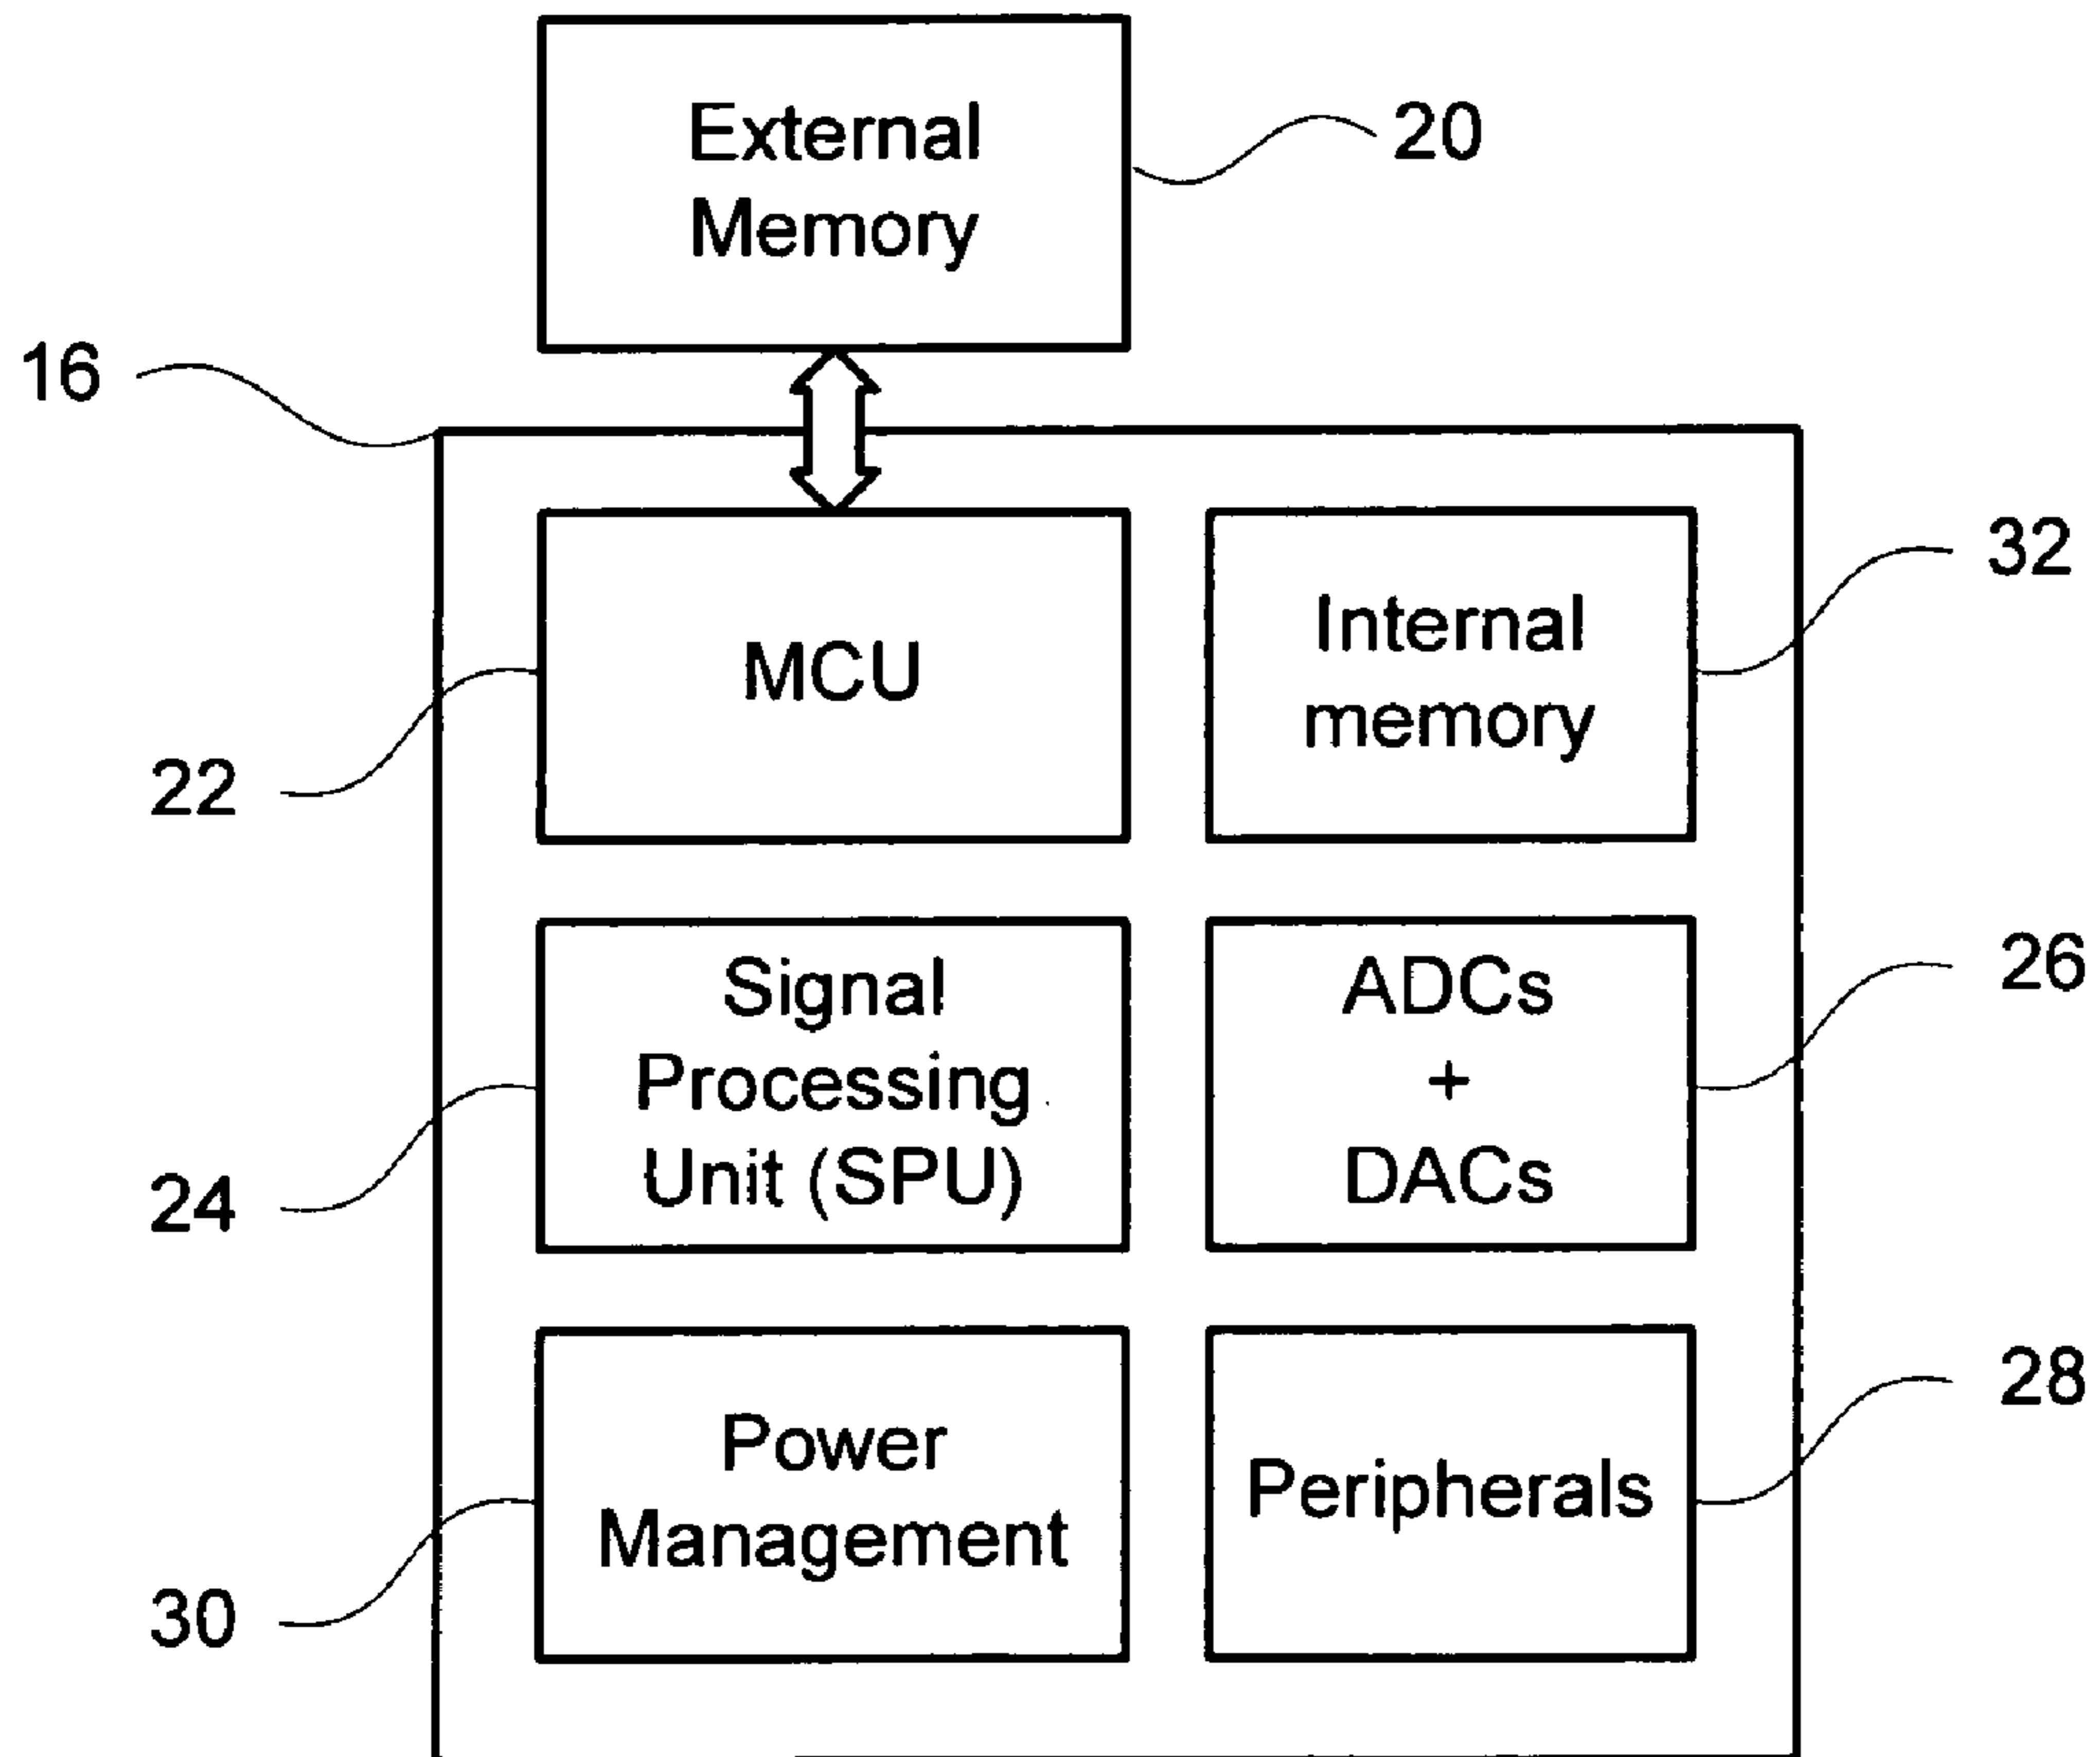 External
Memory
20
16
MCU
Internal
memory
32
22
Signal
Processing
Unit (SPU)
ADCs
+
DACs
26
24
Power
Management
Peripherals
28
30